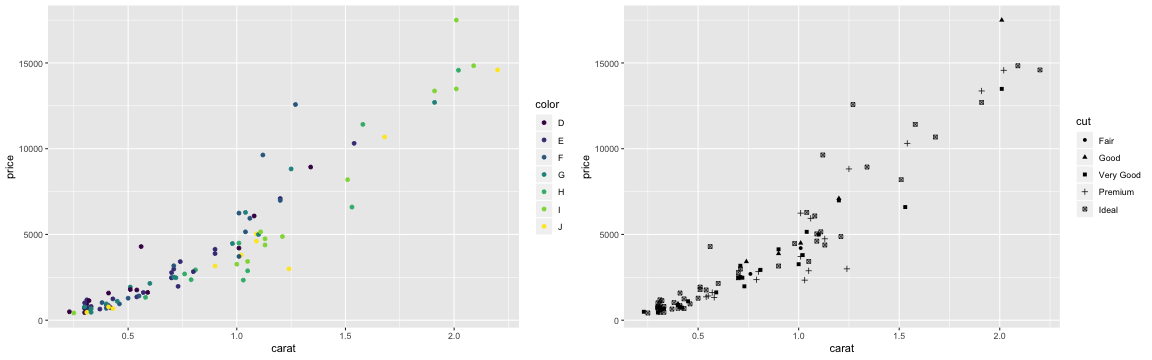 15000
10000
5000
0
price
0.5
1.0
1.5
2.0
carat
color
D
E
F
G
H
I
J
15000
10000
5000
0
price
0.5
1.0
1.5
2.0
carat
cut
Fair
Good
Very Good
Premium
Ideal